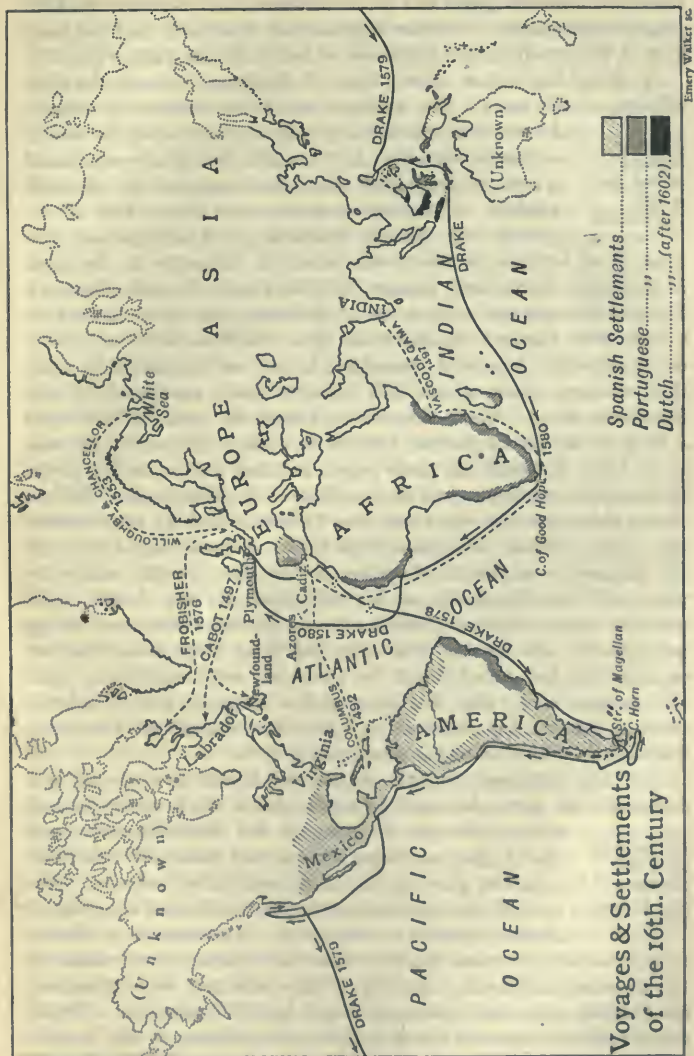 (Unknown)
Labrador
Newfound-
land
Virginia
Mexico
FROBISHER
1576
CABOT 1497
WILLOUGHBY & CHANCELLOR
1553
White
Sea
EUROPE
ASIA
Plymouth
Azores
Cadiz
COLUMBUS
1492
ATLANTIC
OCEAN
DRAKE 1580
DRAKE 1578
AMERICA
Str. of Magellan
C. Horn
PACIFIC
OCEAN
DRAKE 1579
AFRICA
C. of Good Hope
1580
VASCO DA GAMA
1497
INDIA
INDIAN
OCEAN
DRAKE
DRAKE 1579
(Unknown)
Voyages & Settlements
of the 16th. Century
Spanish Settlements
Portuguese.....,,
Dutch.....,,.....(after 1602)
Emery Walker sc.